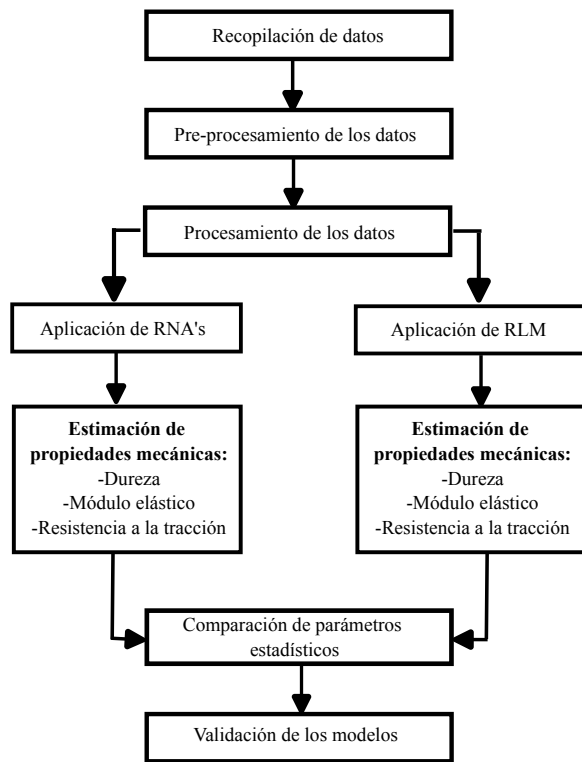 Recopilación de datos
Pre-procesamiento de los datos
Procesamiento de los datos
Aplicación de RNA's
Aplicación de RLM
Estimación de
propiedades mecánicas:
-Dureza
-Módulo elástico
-Resistencia a la tracción
Estimación de
propiedades mecánicas:
-Dureza
-Módulo elástico
-Resistencia a la tracción
Comparación de parámetros
estadísticos
Validación de los modelos